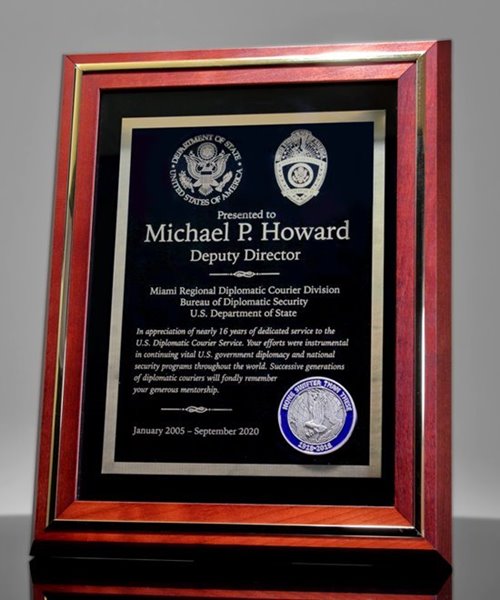 DEPARTMENT OF STATE
UNITED STATES OF AMERICA
Presented to
Michael P. Howard
Deputy Director
Miami Regional Diplomatic Courier Division
Bureau of Diplomatic Security
U.S. Department of State
In appreciation of nearly 16 years of dedicated service to the
U.S. Diplomatic Courier Service. Your efforts were instrumental
in continuing vital U.S. government diplomacy and national
security programs throughout the world. Successive generations
of diplomatic couriers will fondly remember
your generous mentorship.
January 2005 – September 2020
NONE SWIFTER THAN THESE
1918-2018